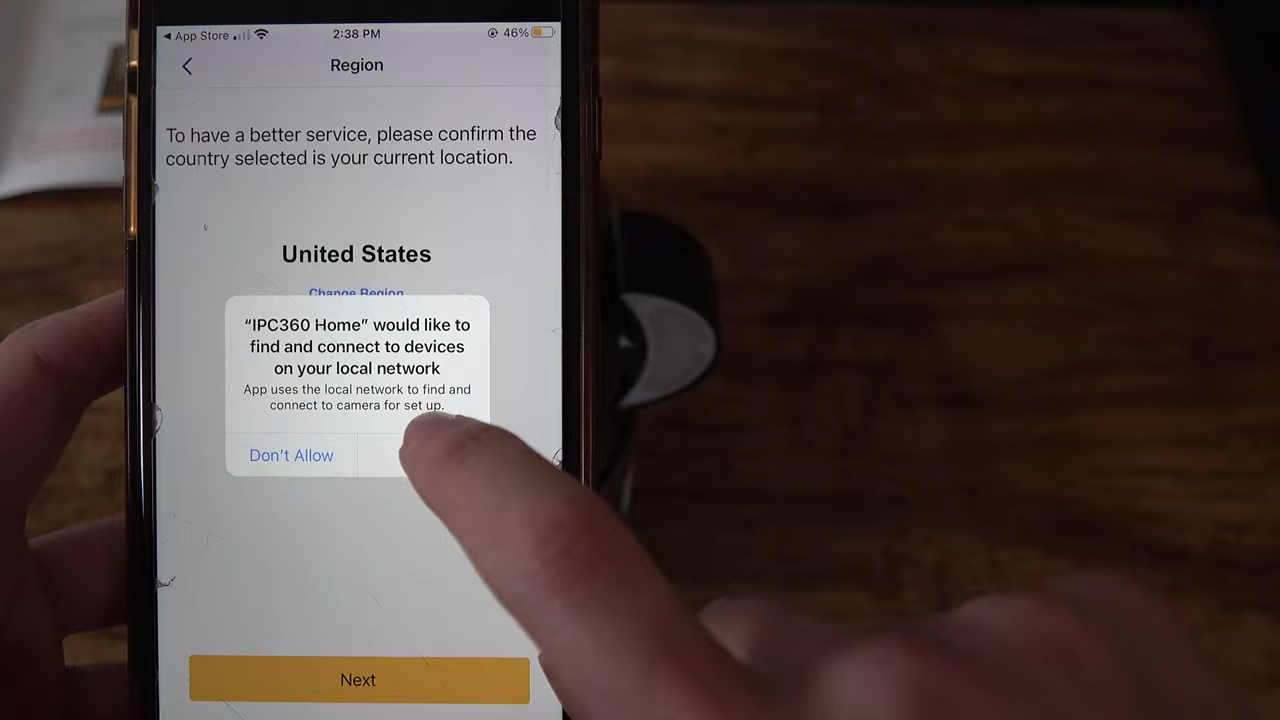 ◀ App Store 2:38 PM 46%
Region
To have a better service, please confirm the
country selected is your current location.
United States
Change Region
“IPC360 Home” would like to
find and connect to devices
on your local network
App uses the local network to find and
connect to camera for set up.
Don’t Allow
Next